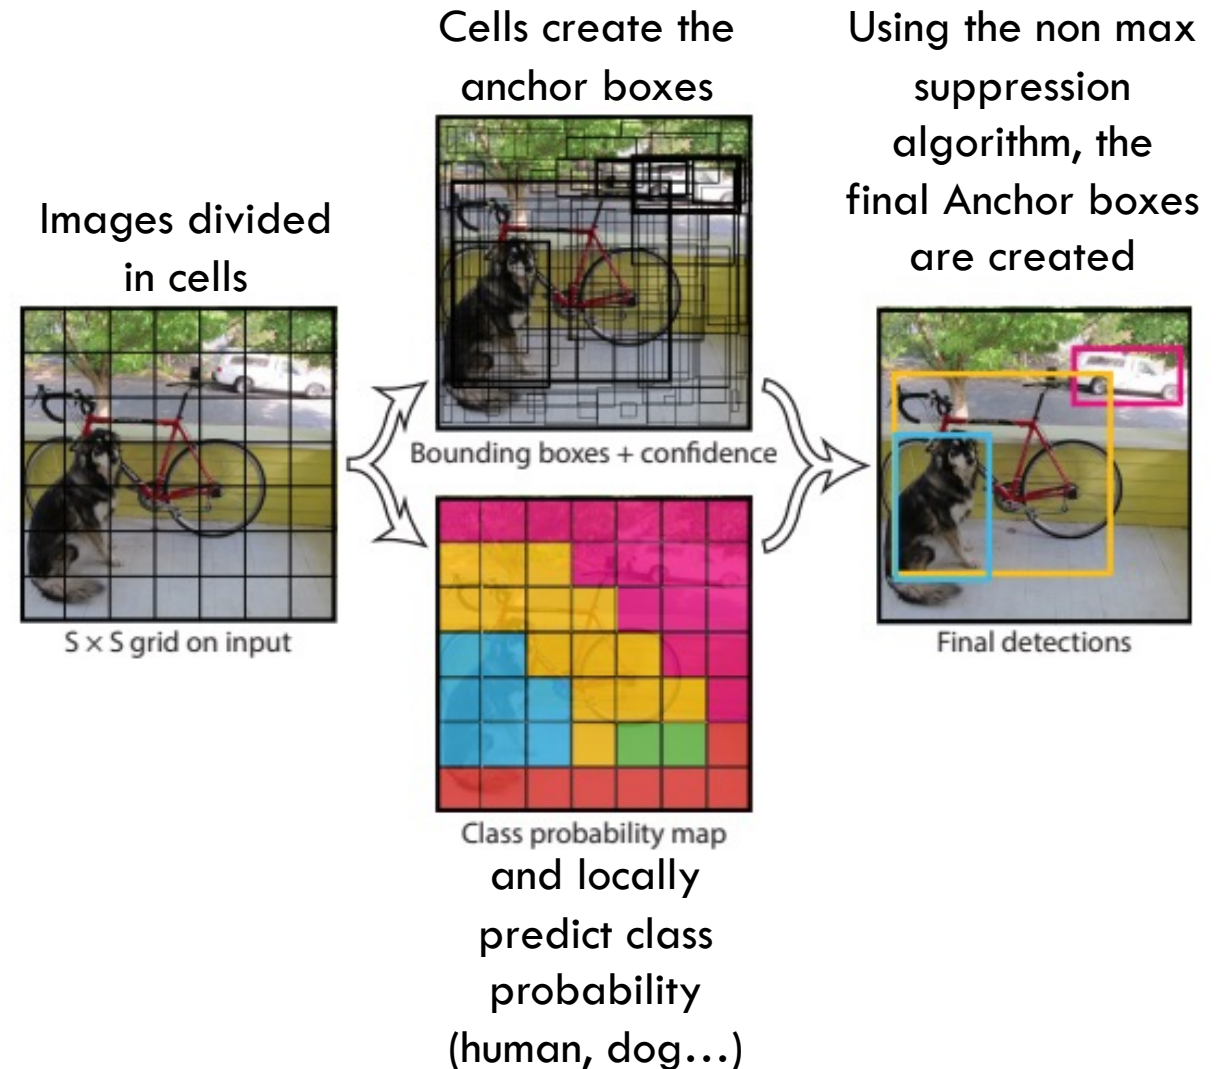 Images divided
in cells
S × S grid on input
Cells create the
anchor boxes
Bounding boxes + confidence
Class probability map
and locally
predict class
probability
(human, dog...)
Using the non max
suppression
algorithm, the
final Anchor boxes
are created
Final detections